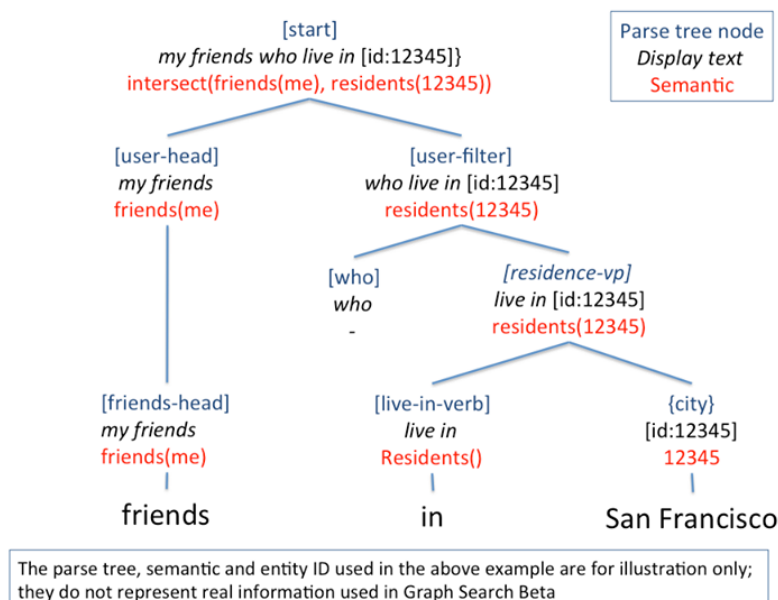 [start]
my friends who live in [id:12345]}
intersect(friends(me), residents(12345))
Parse tree node
Display text
Semantic
[user-head]
my friends
friends(me)
[user-filter]
who live in [id:12345]
residents(12345)
[who]
who
-
[residence-vp]
live in [id:12345]
residents(12345)
[friends-head]
my friends
friends(me)
[live-in-verb]
live in
Residents()
{city}
[id:12345]
12345
friends
in
San Francisco
The parse tree, semantic and entity ID used in the above example are for illustration only;
they do not represent real information used in Graph Search Beta